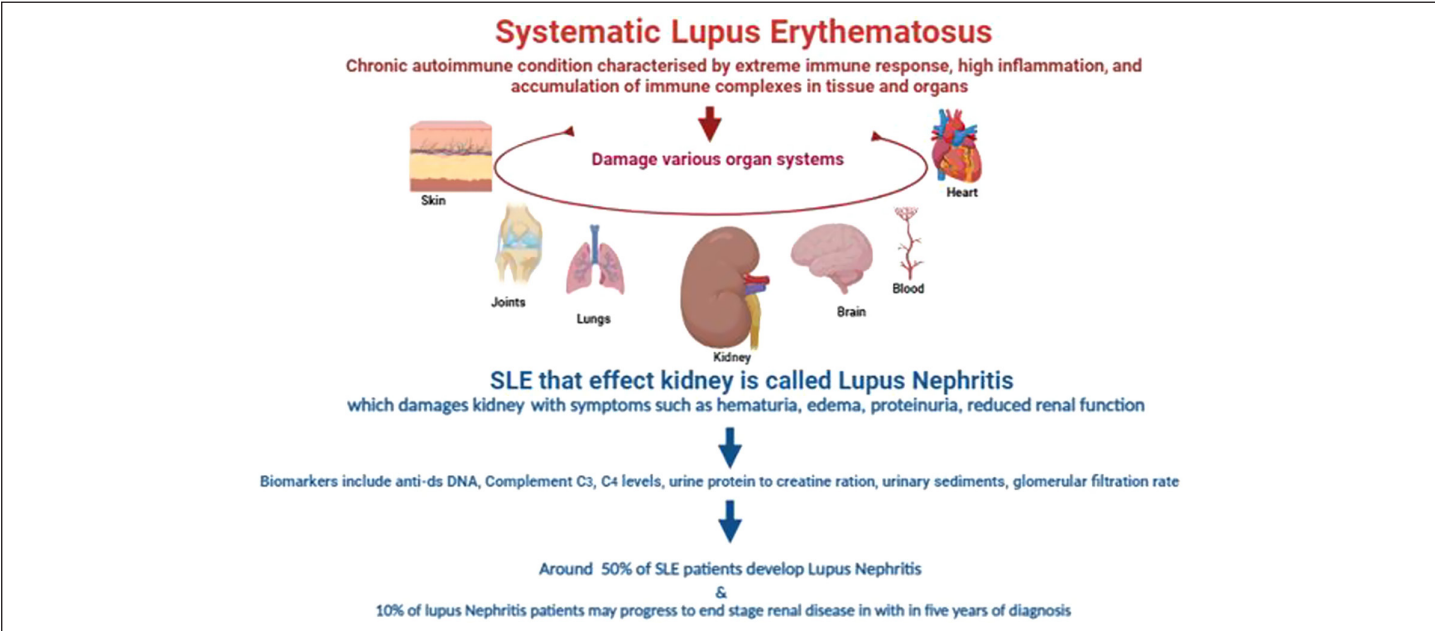 Systematic Lupus Erythematosus
Chronic autoimmune condition characterised by extreme immune response, high inflammation, and
accumulation of immune complexes in tissue and organs
Damage various organ systems
Skin
Heart
Joints
Lungs
Kidney
Brain
Blood
SLE that effect kidney is called Lupus Nephritis
which damages kidney with symptoms such as hematuria, edema, proteinuria, reduced renal function
Biomarkers include anti-ds DNA, Complement C3, C4 levels, urine protein to creatine ration, urinary sediments, glomerular filtration rate
Around 50% of SLE patients develop Lupus Nephritis
&
10% of lupus Nephritis patients may progress to end stage renal disease in with in five years of diagnosis